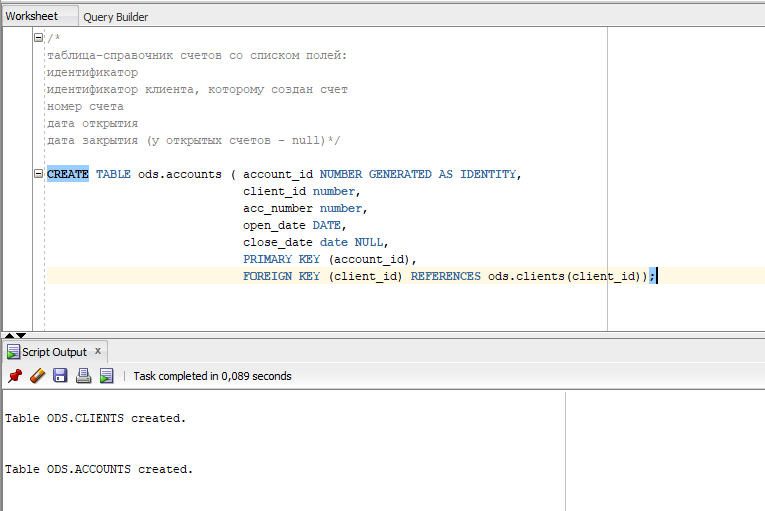 Worksheet Query Builder
/*
таблица-справочник счетов со списком полей:
идентификатор
идентификатор клиента, которому создан счет
номер счета
дата открытия
дата закрытия (у открытых счетов - null)*/
CREATE TABLE ods.accounts ( account_id NUMBER GENERATED AS IDENTITY,
client_id number,
acc_number number,
open_date DATE,
close_date date NULL,
PRIMARY KEY (account_id),
FOREIGN KEY (client_id) REFERENCES ods.clients(client_id));
Script Output x
Task completed in 0,089 seconds
Table ODS.CLIENTS created.
Table ODS.ACCOUNTS created.